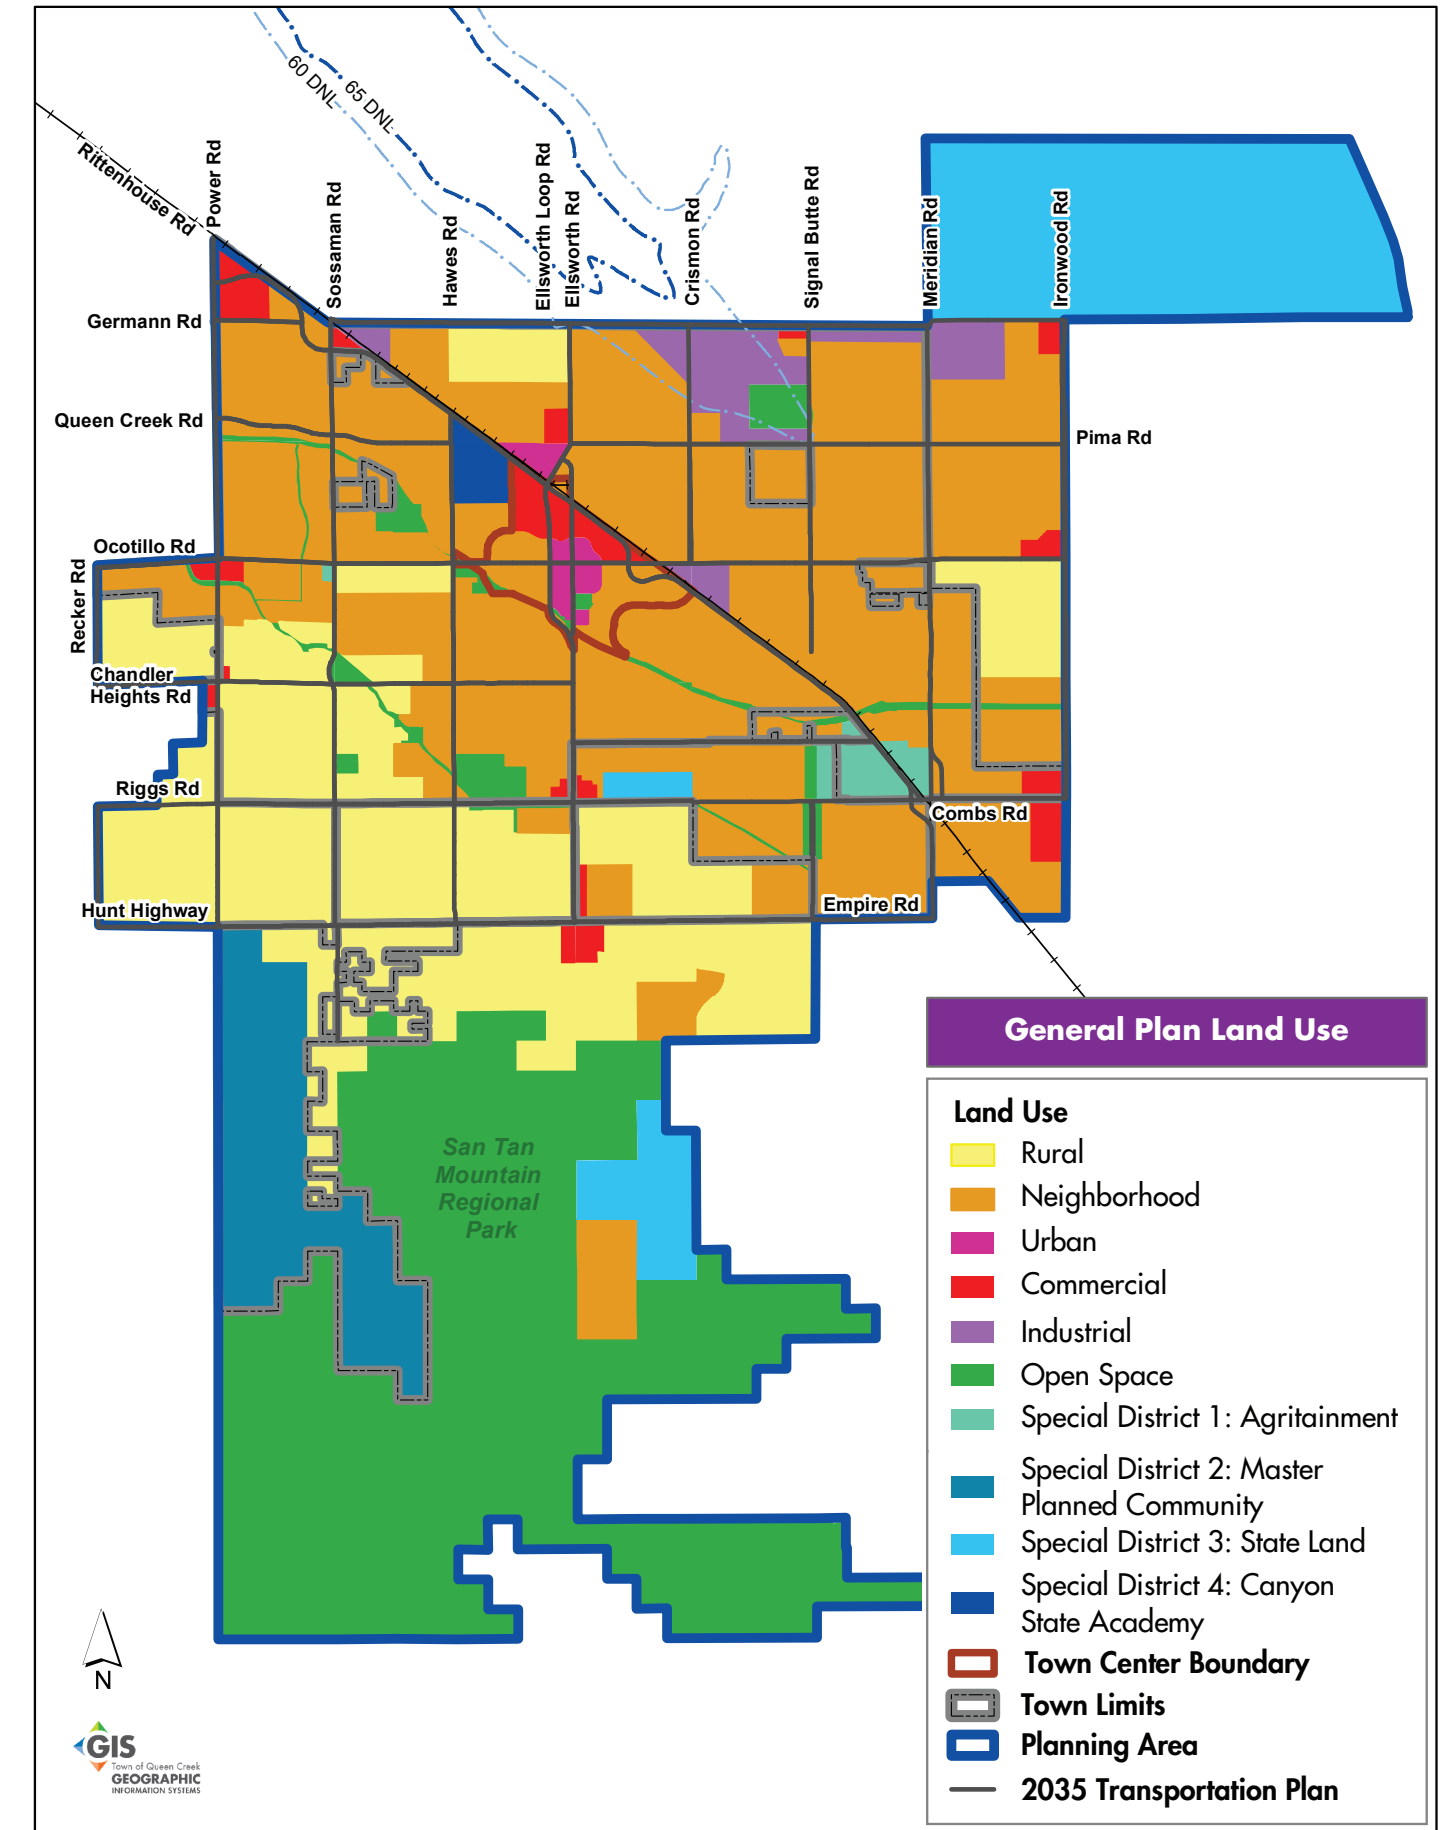 60 DNL
65 DNL
Rittenhouse Rd
Power Rd
Sossaman Rd
Hawes Rd
Ellsworth Loop Rd
Ellsworth Rd
Crismon Rd
Signal Butte Rd
Meridian Rd
Ironwood Rd
Germann Rd
Queen Creek Rd
Pima Rd
Ocotillo Rd
Recker Rd
Chandler
Heights Rd
Riggs Rd
Combs Rd
Hunt Highway
Empire Rd
San Tan
Mountain
Regional
Park
General Plan Land Use
Land Use
Rural
Neighborhood
Urban
Commercial
Industrial
Open Space
Special District 1: Agritainment
Special District 2: Master
Planned Community
Special District 3: State Land
Special District 4: Canyon
State Academy
Town Center Boundary
Town Limits
Planning Area
2035 Transportation Plan
N
GIS
Town of Queen Creek
GEOGRAPHIC
INFORMATION SYSTEMS